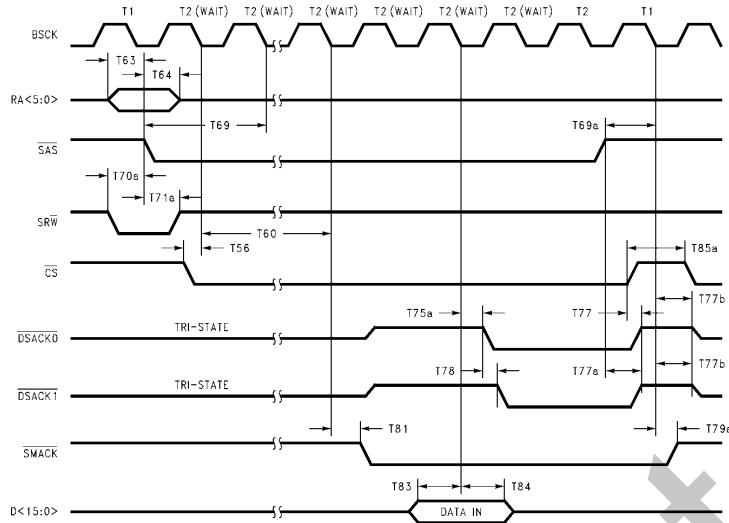 T1 T2 (WAIT) T2 (WAIT) T2 (WAIT) T2 (WAIT) T2 (WAIT) T2 (WAIT) T2 T1
BSCK
T63
T64
RA<5:0>
T69 T69a
SAS
T70a
T71a
SRW
T60
T56 T85a
CS
T77b
T75a T77
DSACK0 TRI-STATE
T77b
T78 T77a
DSACK1 TRI-STATE
T81 T79a
SMACK
T83 T84
D<15:0> DATA IN